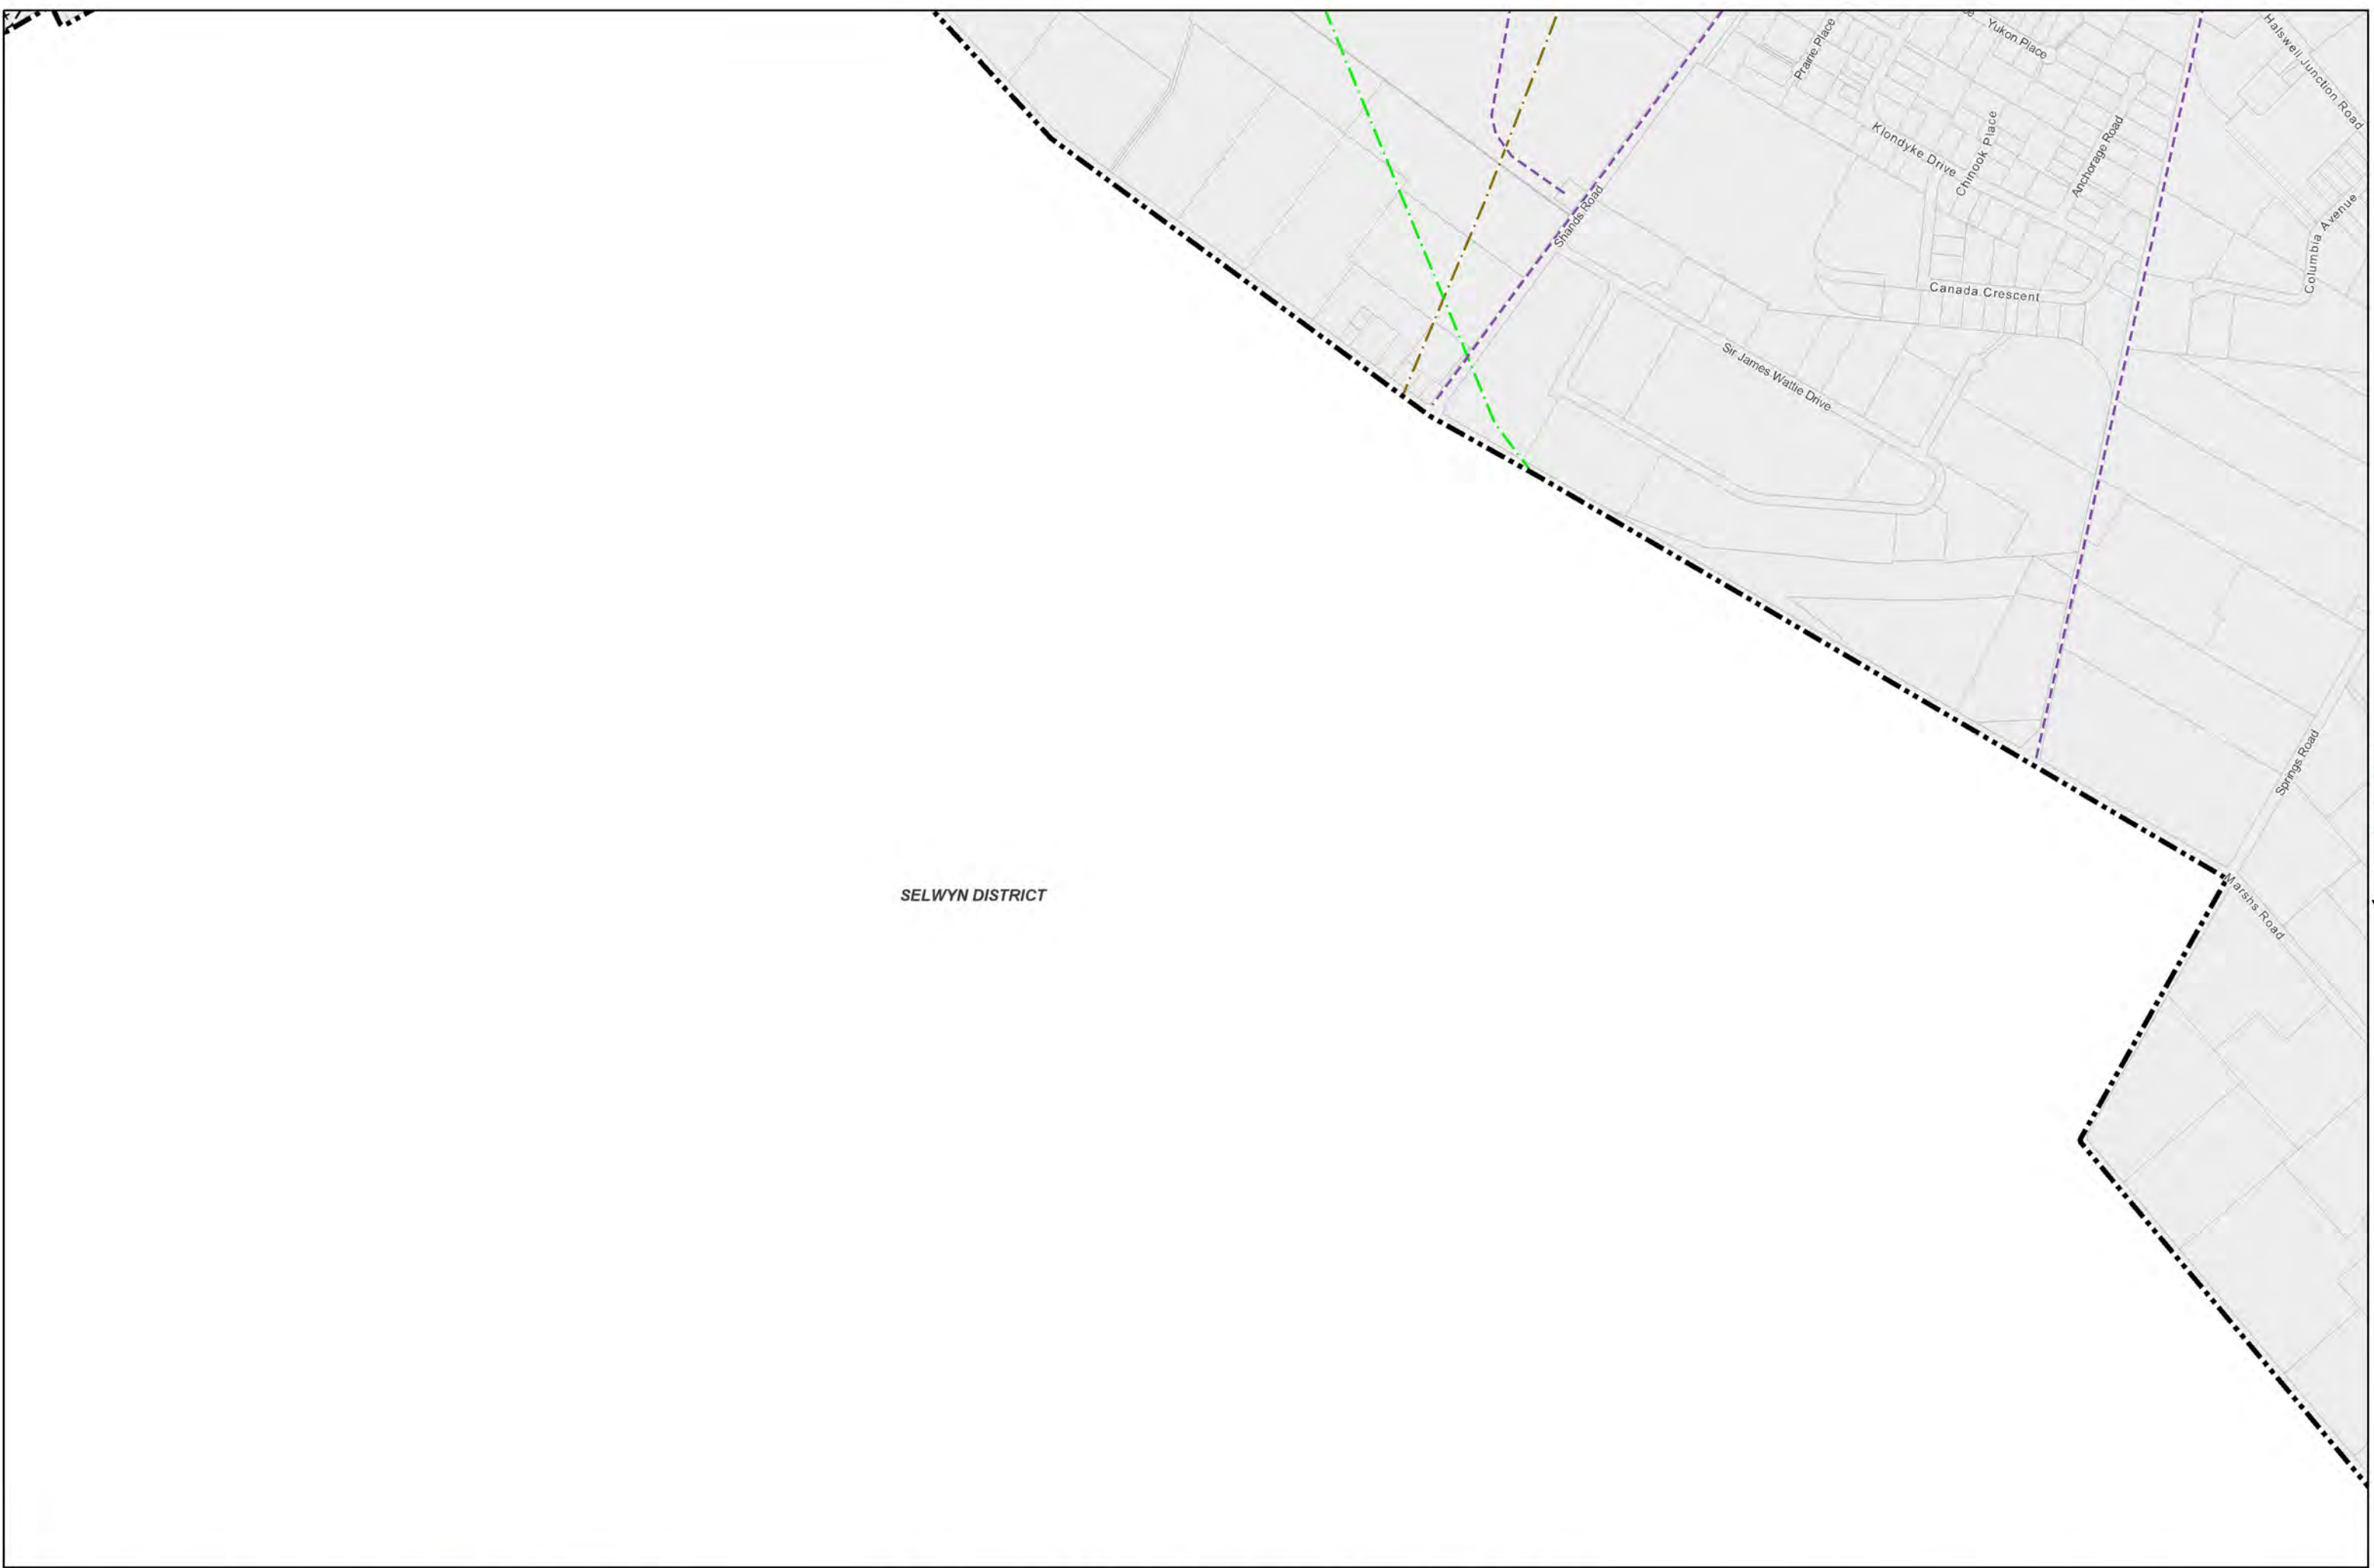 Prairie Place
Yukon Place
Halswell Junction Road
Klondyke Drive
Chinook Place
Anchorage Road
Shands Road
Columbia Avenue
Canada Crescent
Sir James Wattie Drive
Springs Road
SELWYN DISTRICT
Marshs Road